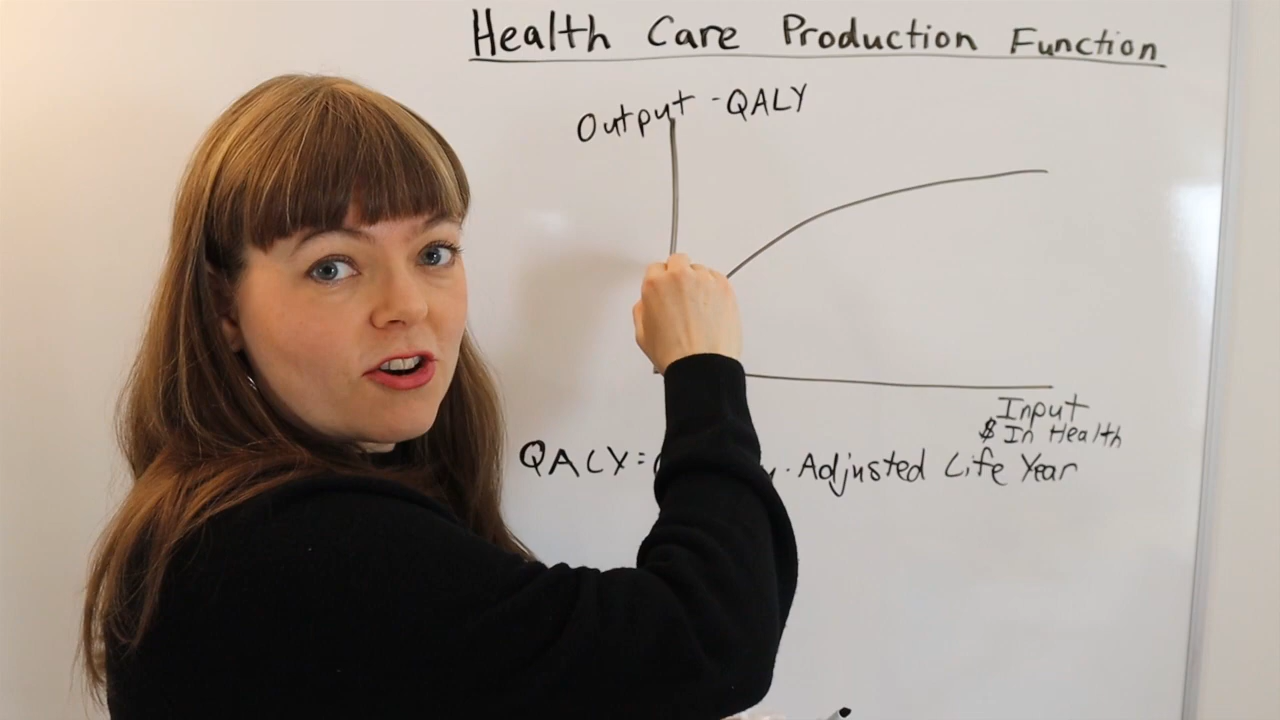 Health Care Production Function
Output - QALY
Input
$ In Health
QALY = Adjusted Life Year